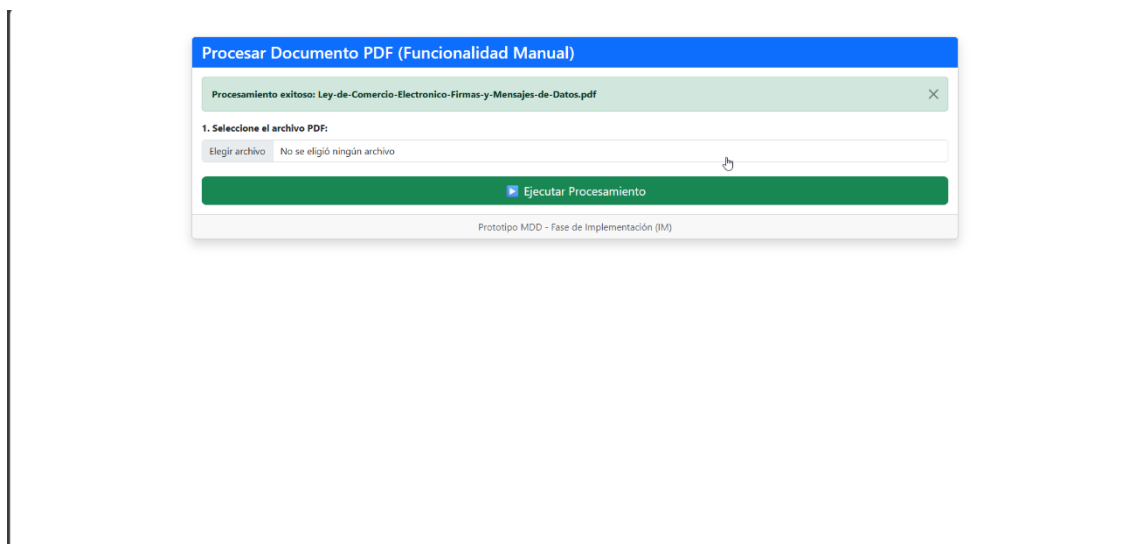 Procesar Documento PDF (Funcionalidad Manual)
Procesamiento exitoso: Ley-de-Comercio-Electronico-Firmas-y-Mensajes-de-Datos.pdf
1. Seleccione el archivo PDF:
Elegir archivo No se eligió ningún archivo
Ejecutar Procesamiento
Prototipo MDD - Fase de Implementación (IM)